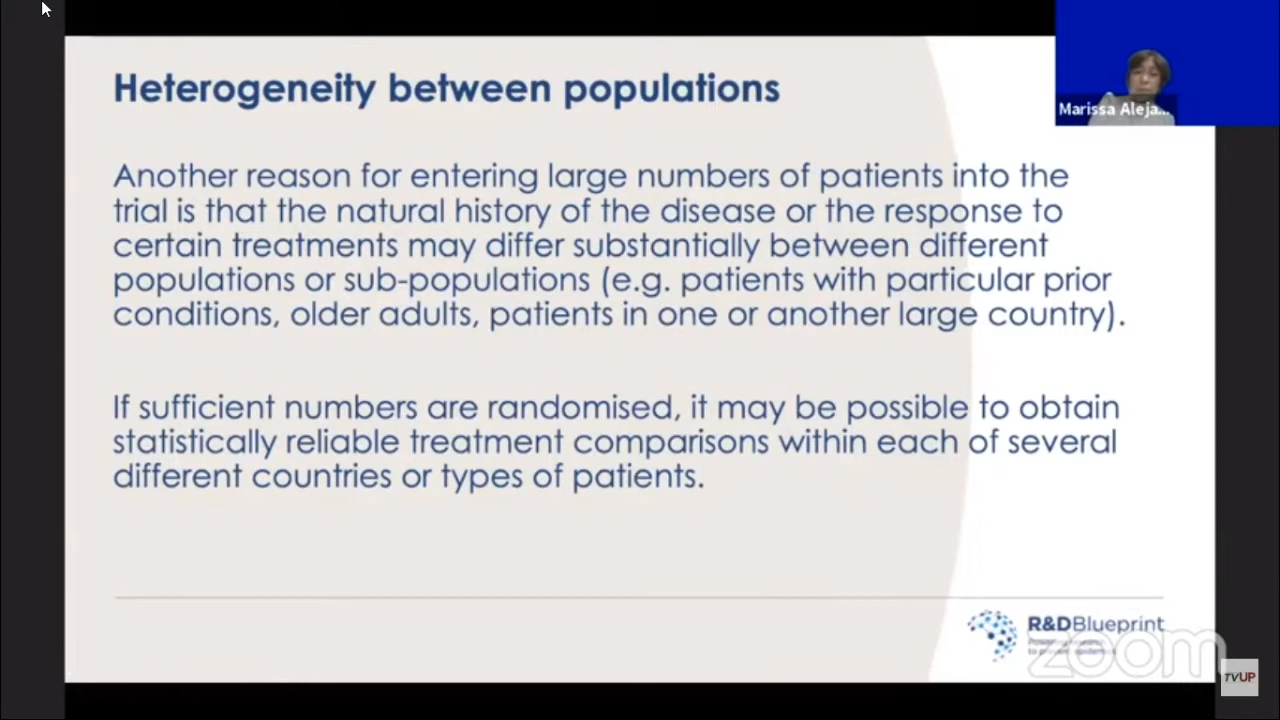 Heterogeneity between populations
Marissa Aleja...
Another reason for entering large numbers of patients into the
trial is that the natural history of the disease or the response to
certain treatments may differ substantially between different
populations or sub-populations (e.g. patients with particular prior
conditions, older adults, patients in one or another large country).
If sufficient numbers are randomised, it may be possible to obtain
statistically reliable treatment comparisons within each of several
different countries or types of patients.
R&DBlueprint
to prevent epidemics
zoom
TVUP